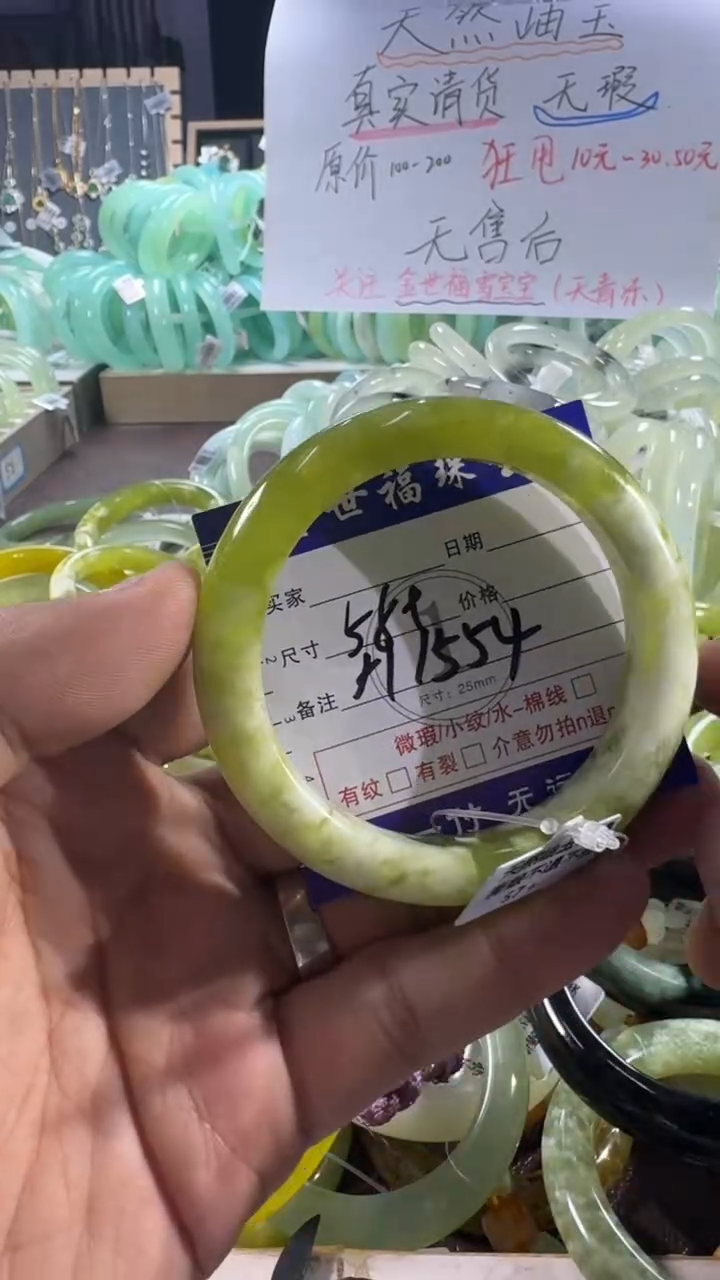 天然岫玉
真实清货 无瑕
原价100-200 狂甩10元-30.50元
无售后
关注 金世福雪宝宝(天青乐)
世福珠
日期
买家
价格
尺寸
1554
尺寸：25mm
备注
微瑕/小纹/水-棉线□
有纹□有裂□介意勿拍n退